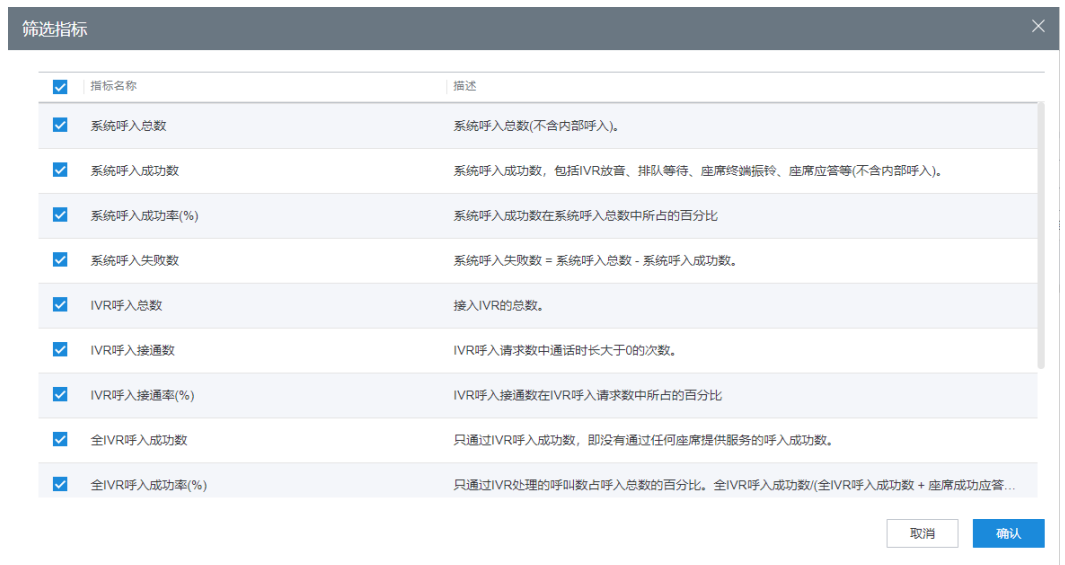 筛选指标
指标名称 描述
系统呼入总数 系统呼入总数(不含内部呼入)。
系统呼入成功数 系统呼入成功数，包括IVR放音、排队等待、座席终端振铃、座席应答等(不含内部呼入)。
系统呼入成功率(%) 系统呼入成功数在系统呼入总数中所占的百分比
系统呼入失败数 系统呼入失败数 = 系统呼入总数 - 系统呼入成功数。
IVR呼入总数 接入IVR的总数。
IVR呼入接通数 IVR呼入请求数中通话时长大于0的次数。
IVR呼入接通率(%) IVR呼入接通数在IVR呼入请求数中所占的百分比
全IVR呼入成功数 只通过IVR呼入成功数，即没有通过任何座席提供服务的呼入成功数。
全IVR呼入成功率(%) 只通过IVR处理的呼叫数占呼入总数的百分比。全IVR呼入成功数/(全IVR呼入成功数 + 座席成功应答...
取消 确认